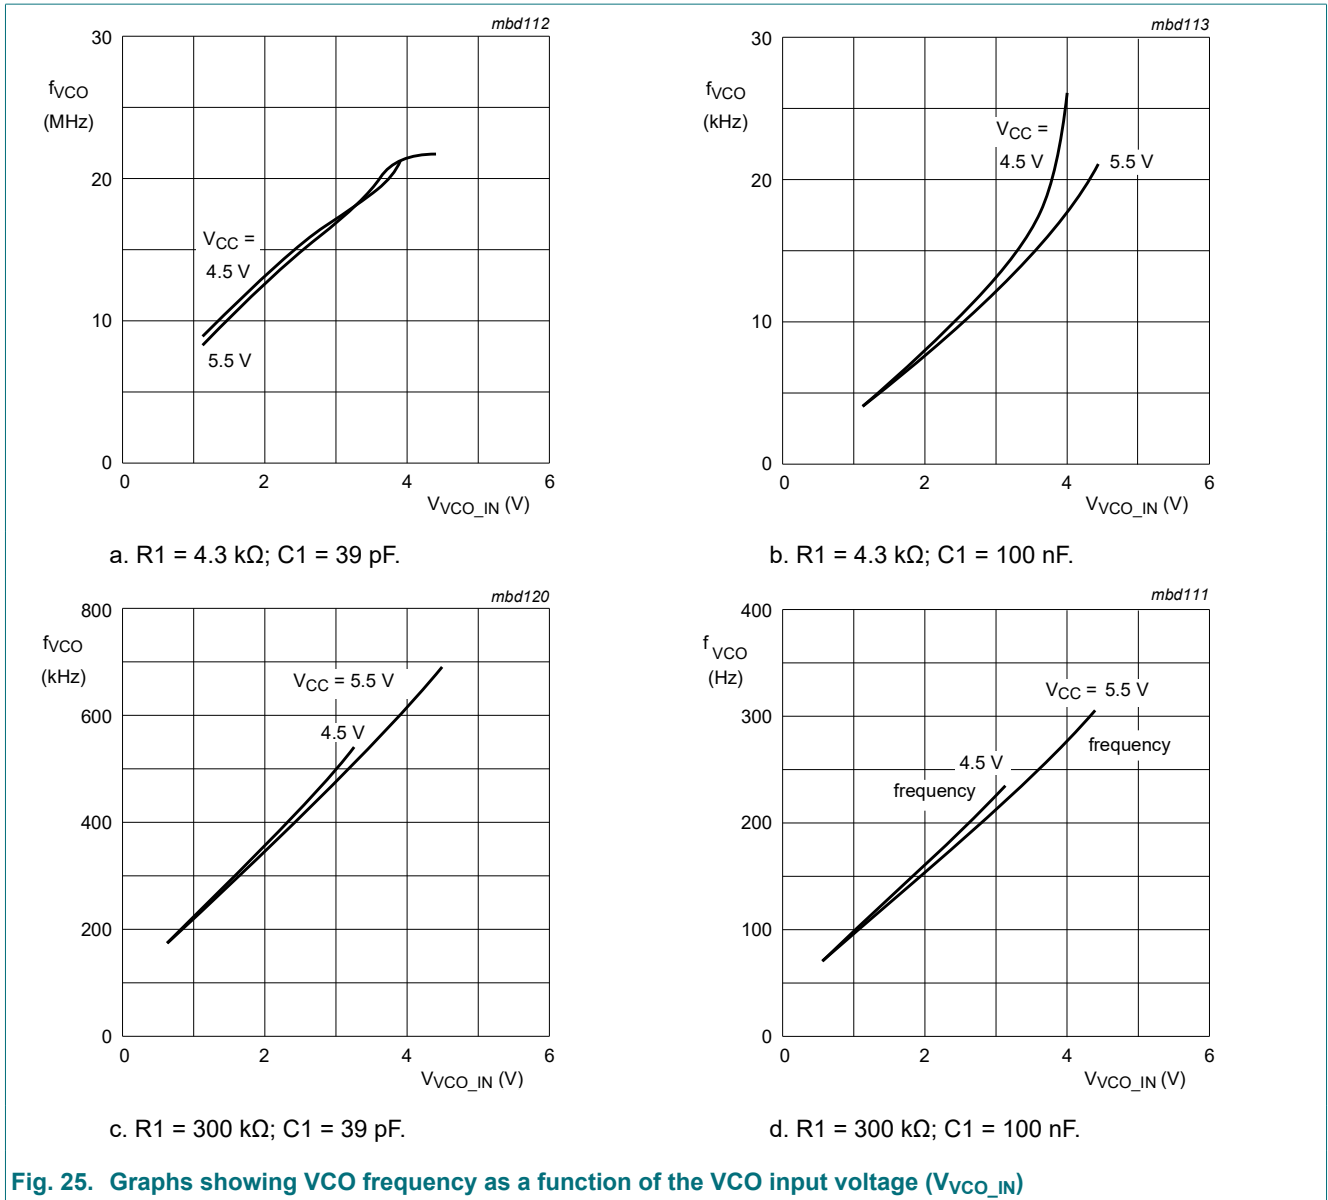 mbd112
30
fVCO
(MHz)
20
VCC =
4.5 V
10
5.5 V
0
0 2 4 6
VVCO_IN (V)
a. R1 = 4.3 kΩ; C1 = 39 pF.
mbd113
30
fVCO
(kHz)
VCC =
4.5 V 5.5 V
20
10
0
0 2 4 6
VVCO_IN (V)
b. R1 = 4.3 kΩ; C1 = 100 nF.
mbd120
800
fVCO
(kHz)
VCC = 5.5 V
600
4.5 V
400
200
0
0 2 4 6
VVCO_IN (V)
c. R1 = 300 kΩ; C1 = 39 pF.
mbd111
400
f VCO
(Hz)
VCC = 5.5 V
300
frequency
4.5 V
frequency
200
100
0
0 2 4 6
VVCO_IN (V)
d. R1 = 300 kΩ; C1 = 100 nF.
Fig. 25. Graphs showing VCO frequency as a function of the VCO input voltage (VVCO_IN)